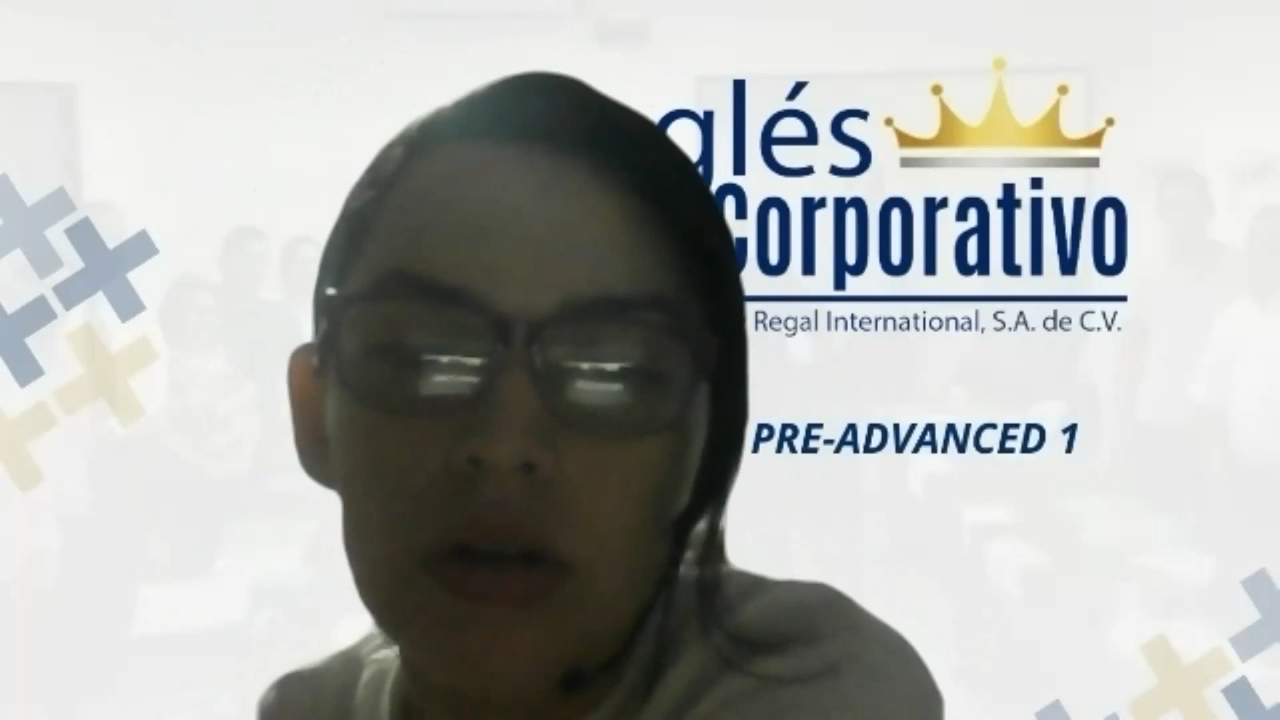 glés
Corporativo
Regal International, S.A. de C.V.
PRE-ADVANCED 1